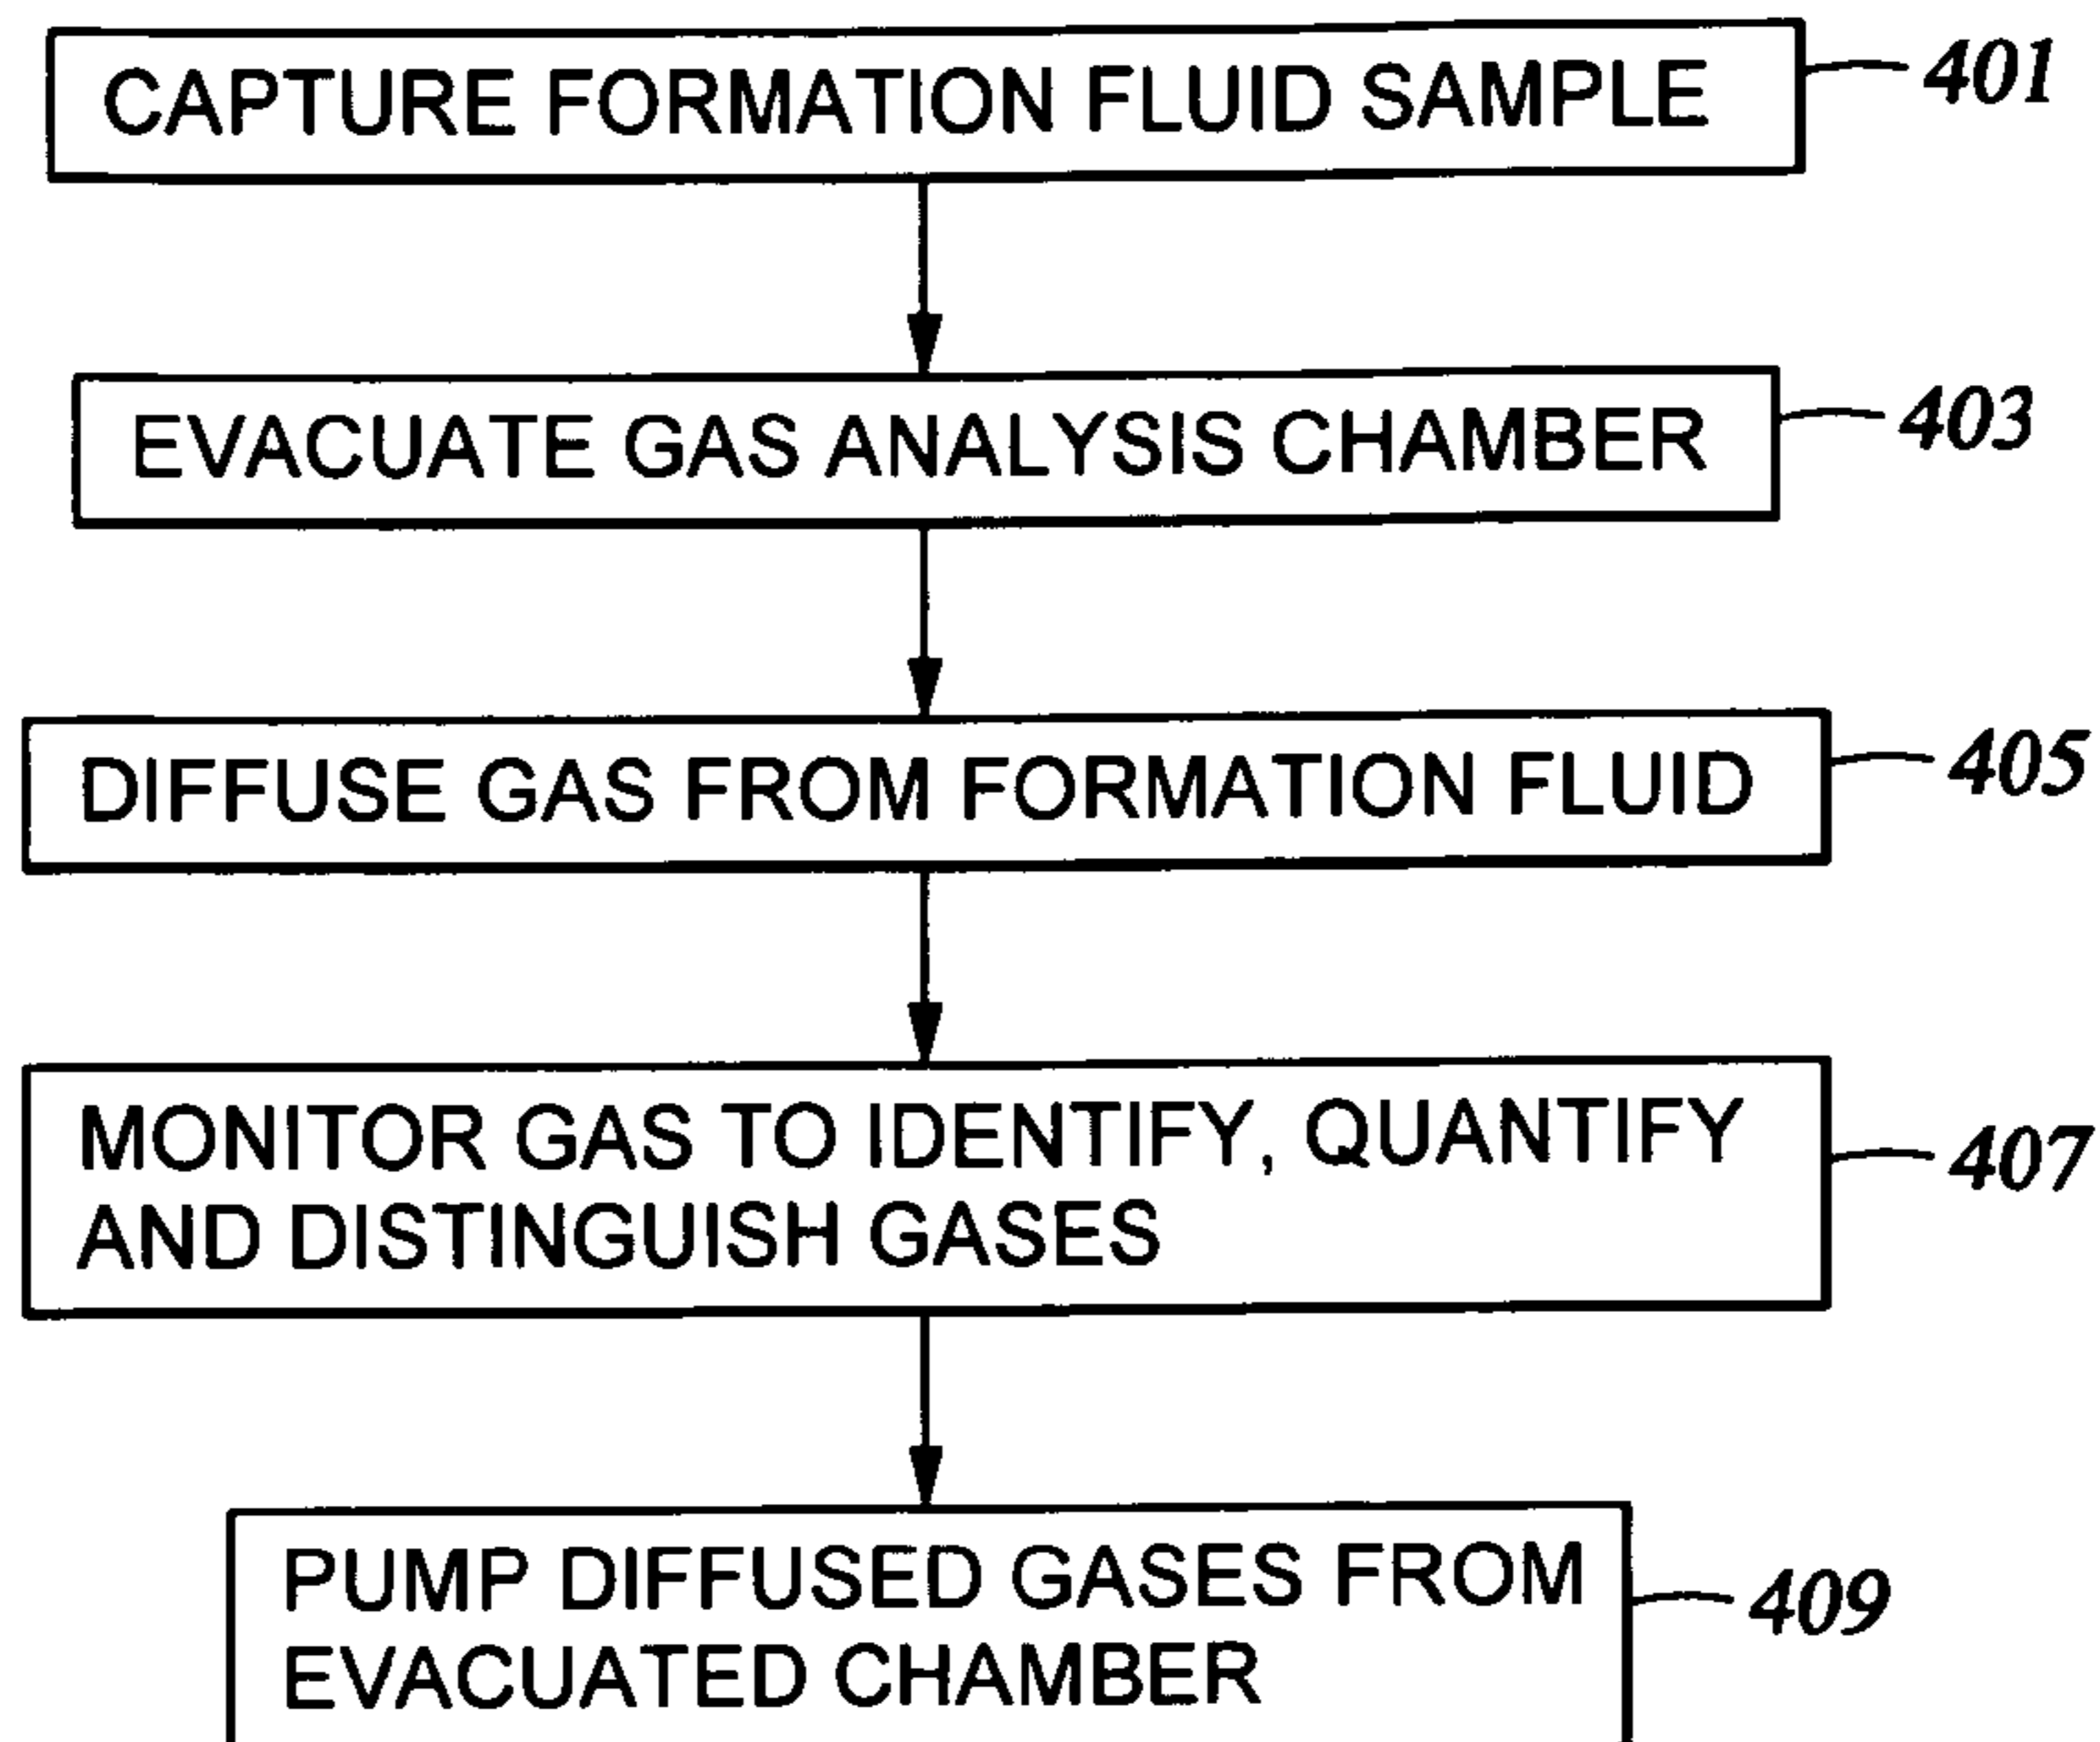 CAPTURE FORMATION FLUID SAMPLE 401
EVACUATE GAS ANALYSIS CHAMBER 403
DIFFUSE GAS FROM FORMATION FLUID 405
MONITOR GAS TO IDENTIFY, QUANTIFY
AND DISTINGUISH GASES
407
PUMP DIFFUSED GASES FROM
EVACUATED CHAMBER
409